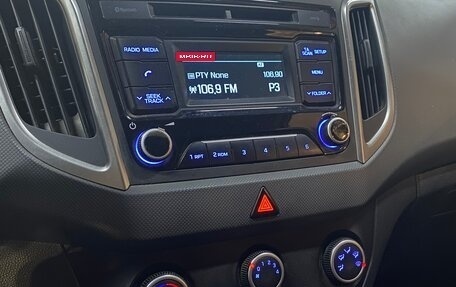 Bluetooth
RADIO MEDIA
TA SCAN SETUP
PTY None 106.90
106.9 FM P3
MENU
SEEK TRACK
FOLDER
1 RPT 2 RDM 3 4 5 6